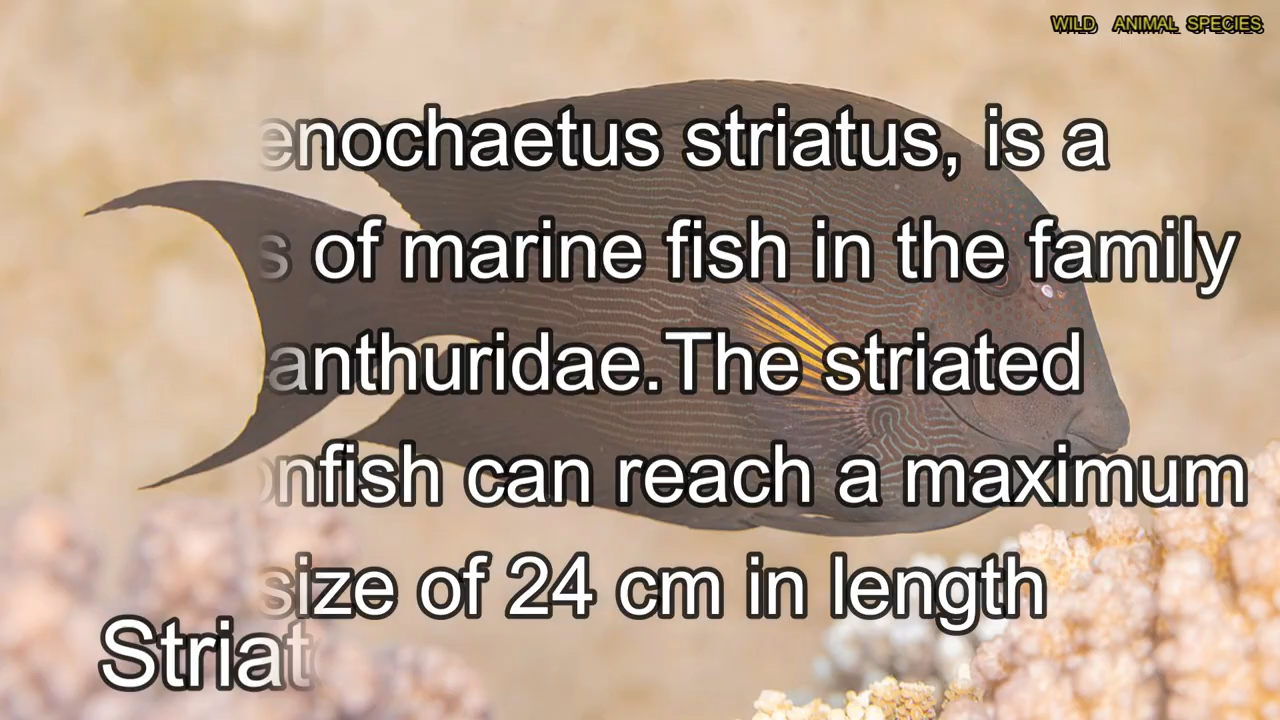 WILD ANIMAL SPECIES
enochaetus striatus, is a
s of marine fish in the family
anthuridae.The striated
onfish can reach a maximum
size of 24 cm in length
Striat